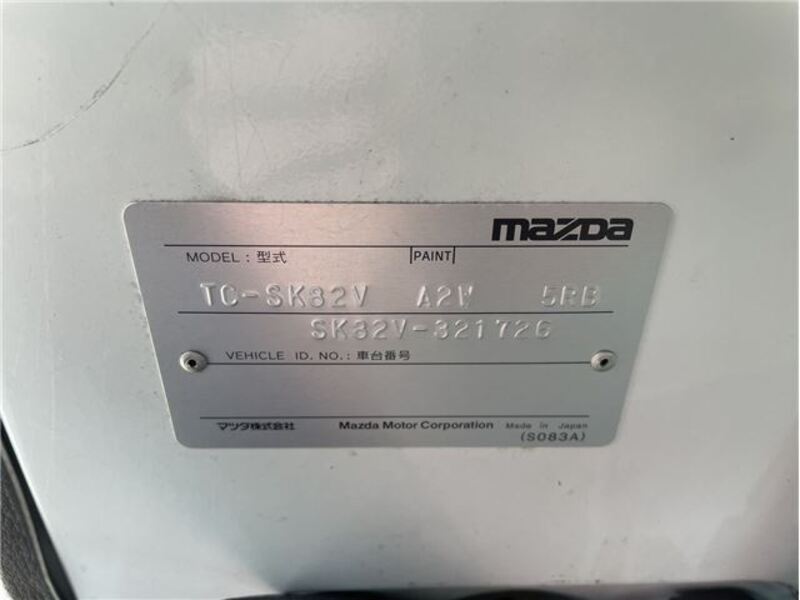 mazda
MODEL : 型式 PAINT
TC-SK82V A2W 5BB
SK82V-321726
VEHICLE ID. NO. : 車台番号
マツダ株式会社 Mazda Motor Corporation Made in Japan
(S083A)